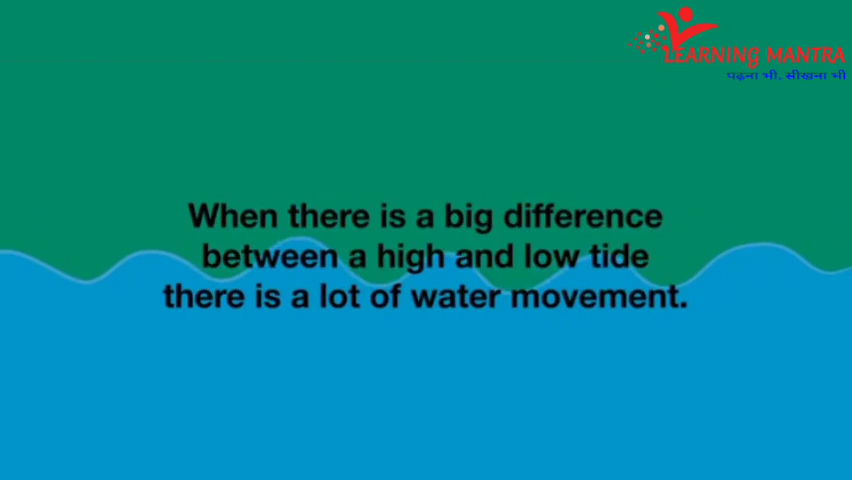 LEARNING MANTRA
पढ़ना भी, सीखना भी
When there is a big difference
between a high and low tide
there is a lot of water movement.